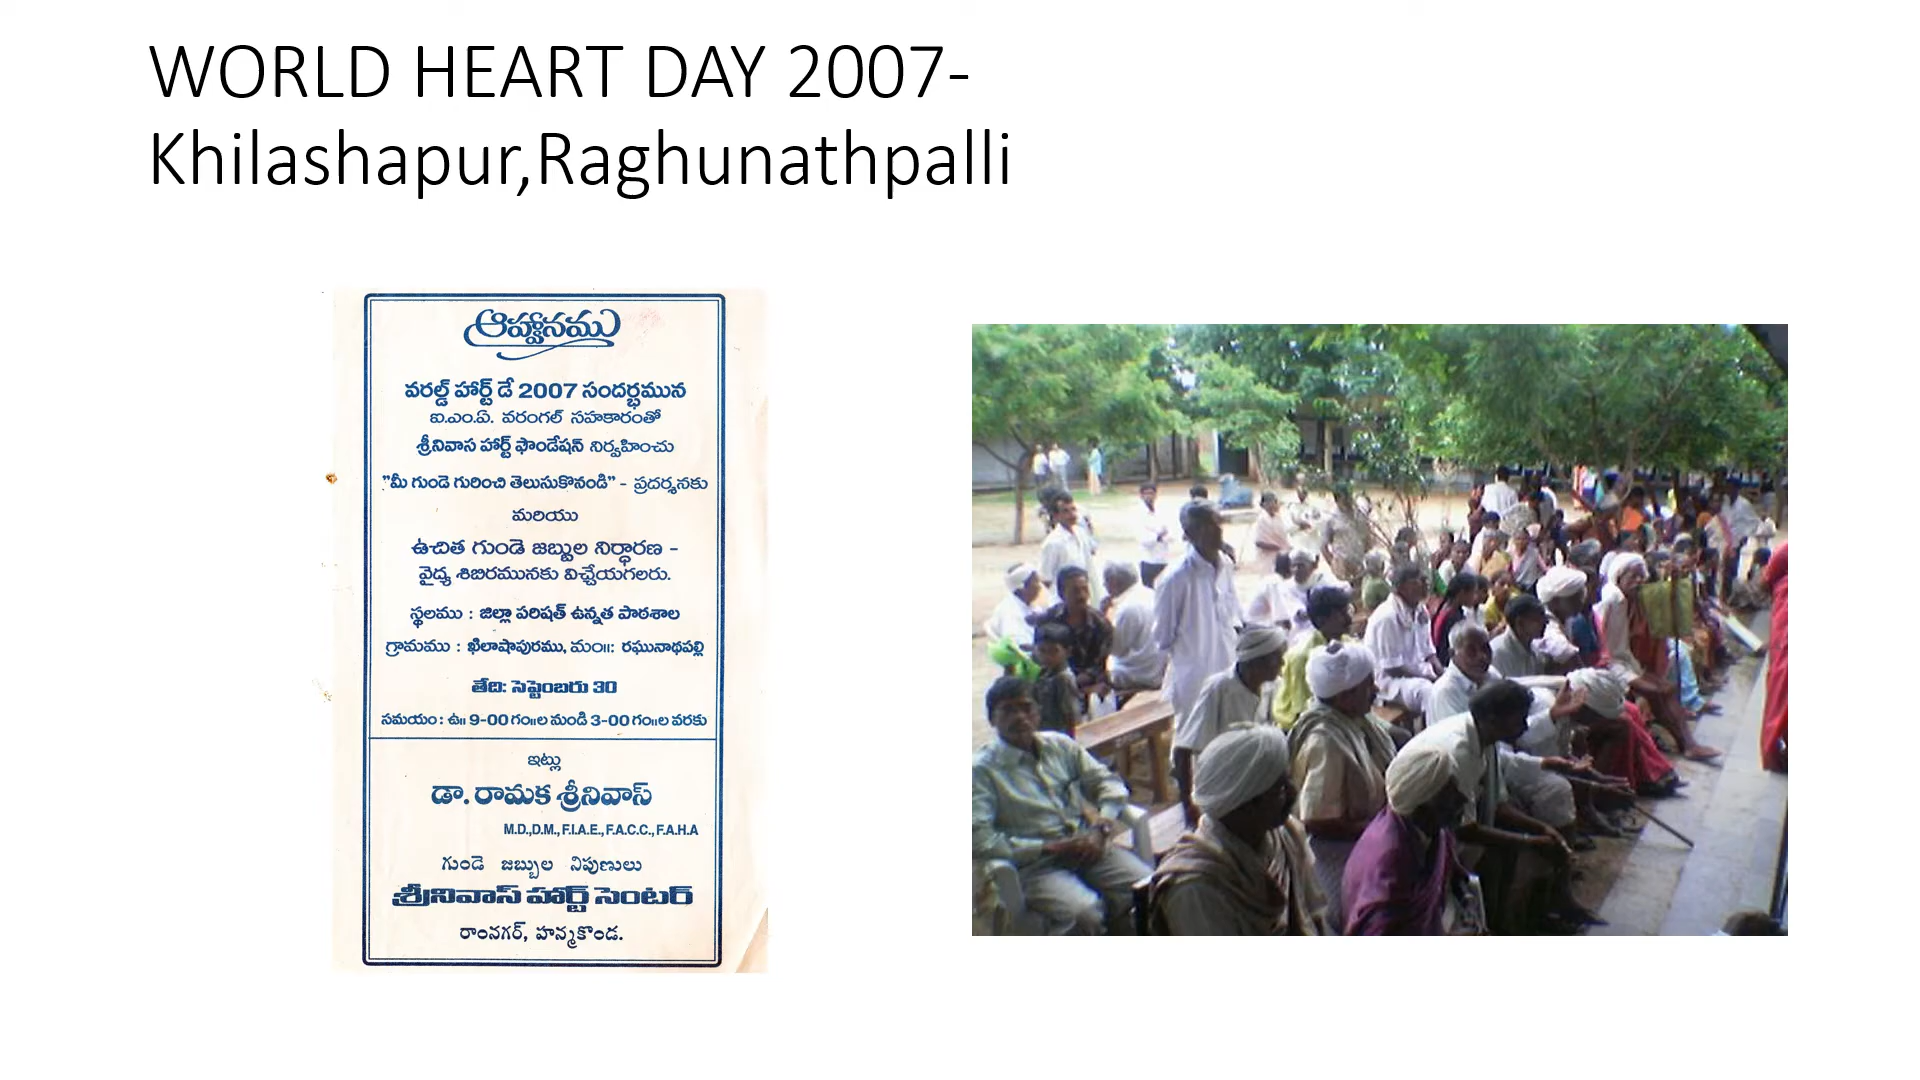 WORLD HEART DAY 2007-
Khilashapur,Raghunathpalli
ఆహ్వానము
వరల్డ్ హార్ట్ డే 2007 సందర్భమున
ఐ.ఎం.ఏ. వరంగల్ సహకారంతో
శ్రీనివాస హార్ట్ ఫౌండేషన్ నిర్వహించు
"మీ గుండె గురించి తెలుసుకొనండి" - ప్రదర్శనకు
మరియు
ఉచిత గుండె జబ్బుల నిర్ధారణ -
వైద్య శిబిరమునకు విచ్చేయగలరు.
స్థలము : జిల్లా పరిషత్ ఉన్నత పాఠశాల
గ్రామము : ఖిలాషాపురము, మం॥: రఘునాథపల్లి
తేది: సెప్టెంబరు 30
సమయం : ఉ॥ 9-00 గం॥ల నుండి 3-00 గం॥ల వరకు
ఇట్లు
డా. రామక శ్రీనివాస్
M.D.,D.M., F.I.A.E., F.A.C.C., F.A.H.A
గుండె జబ్బుల నిపుణులు
శ్రీనివాస్ హార్ట్ సెంటర్
రాంనగర్, హన్మకొండ.